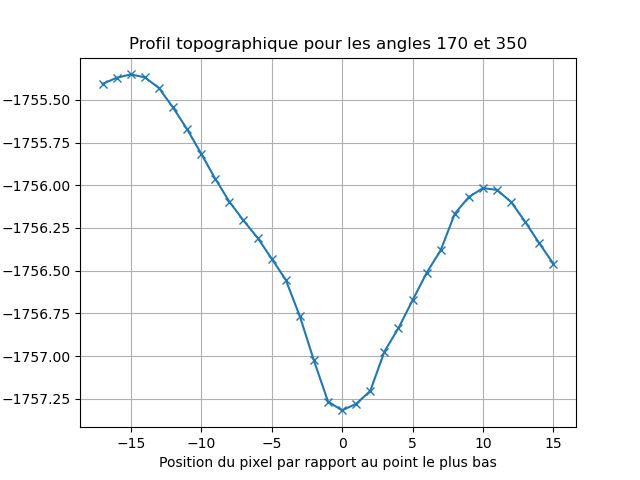 Profil topographique pour les angles 170 et 350
−1755.50
−1755.75
−1756.00
−1756.25
−1756.50
−1756.75
−1757.00
−1757.25
−15 −10 −5 0 5 10 15
Position du pixel par rapport au point le plus bas